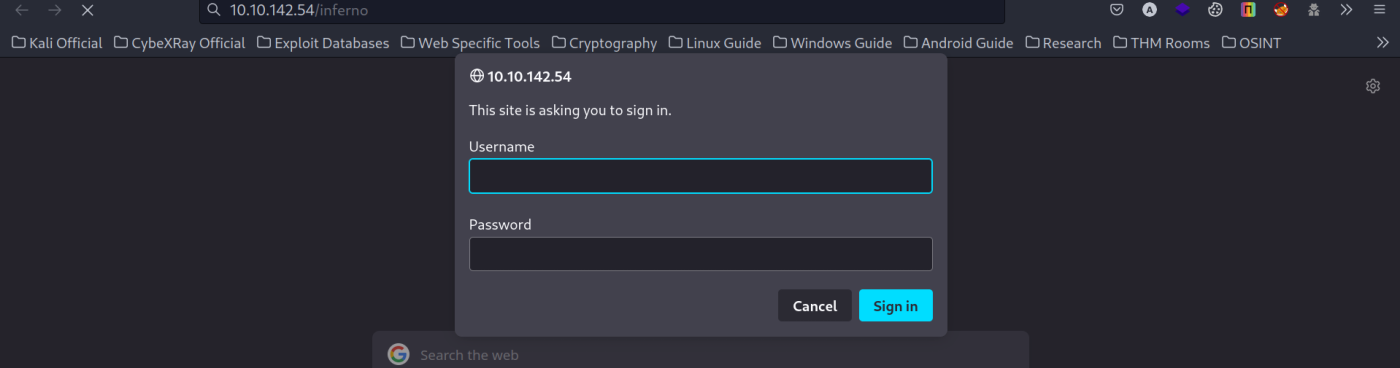 10.10.142.54/inferno
Kali Official CybeXRay Official Exploit Databases Web Specific Tools Cryptography Linux Guide Windows Guide Android Guide Research THM Rooms OSINT
10.10.142.54
This site is asking you to sign in.
Username
Password
Cancel Sign in
Search the web